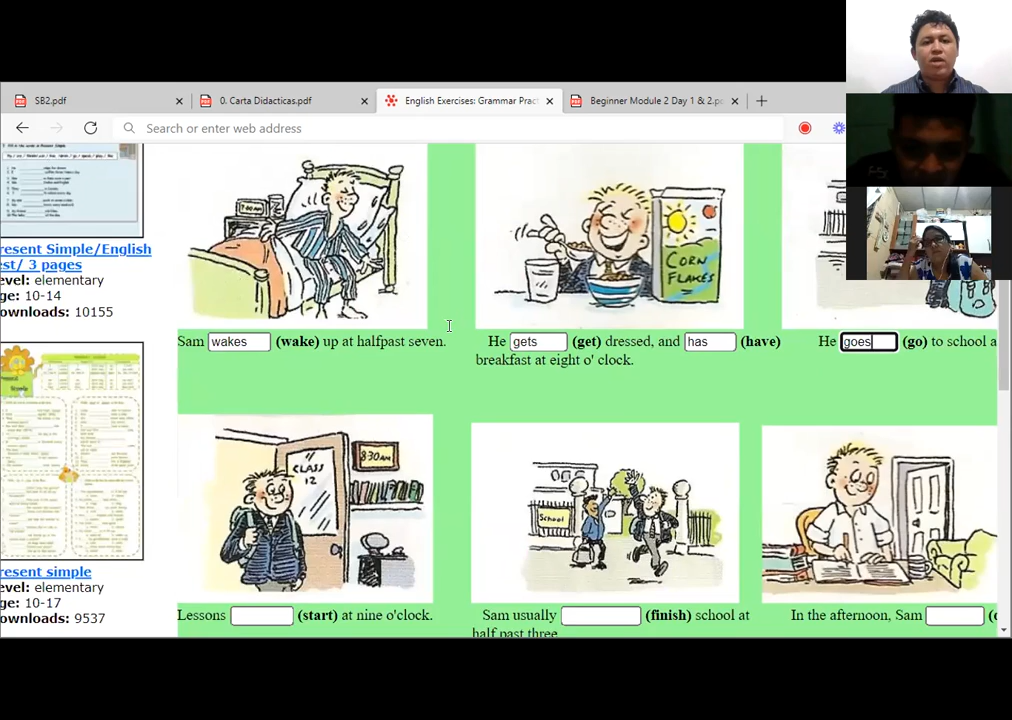 SB2.pdf
0. Carta Didacticas.pdf
English Exercises: Grammar Pract
Beginner Module 2 Day 1 & 2.pc
Search or enter web address
resent Simple/English
est/ 3 pages
evel: elementary
ge: 10-14
ownloads: 10155
CORN
FLAKES
Sam wakes (wake) up at halfpast seven.
He gets (get) dressed, and has (have)
breakfast at eight o' clock.
He goes (go) to school a
resent simple
evel: elementary
ge: 10-17
ownloads: 9537
CLASS
12
8:30AM
School
Lessons (start) at nine o'clock.
Sam usually (finish) school at
half past three
In the afternoon, Sam